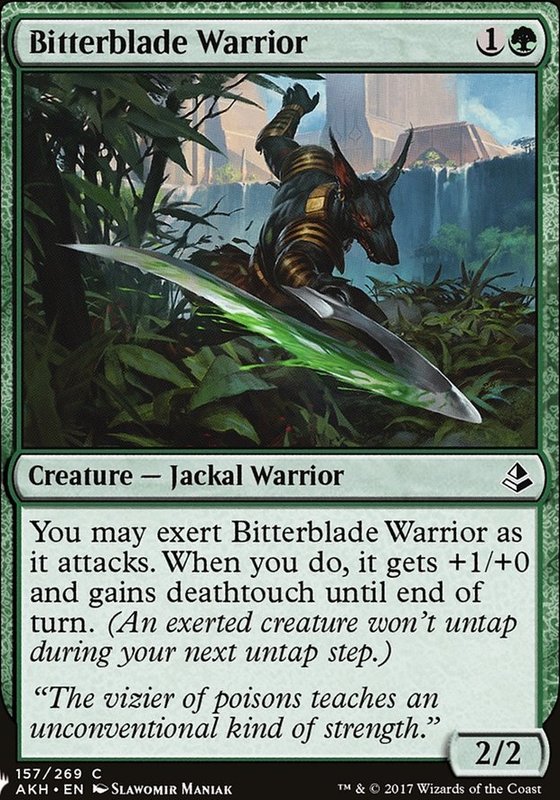 Bitterblade Warrior 1
Creature — Jackal Warrior
You may exert Bitterblade Warrior as
it attacks. When you do, it gets +1/+0
and gains deathtouch until end of
turn. (An exerted creature won't untap
during your next untap step.)
"The vizier of poisons teaches an
unconventional kind of strength."
2/2
157/269 C
AKH • EN Slawomir Maniak
™ & © 2017 Wizards of the Coast